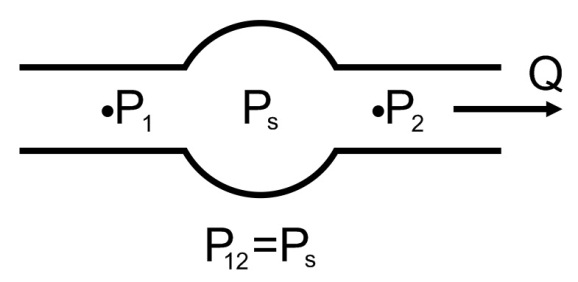 Q
•P₁ Pₛ •P₂
P₁₂=Pₛ